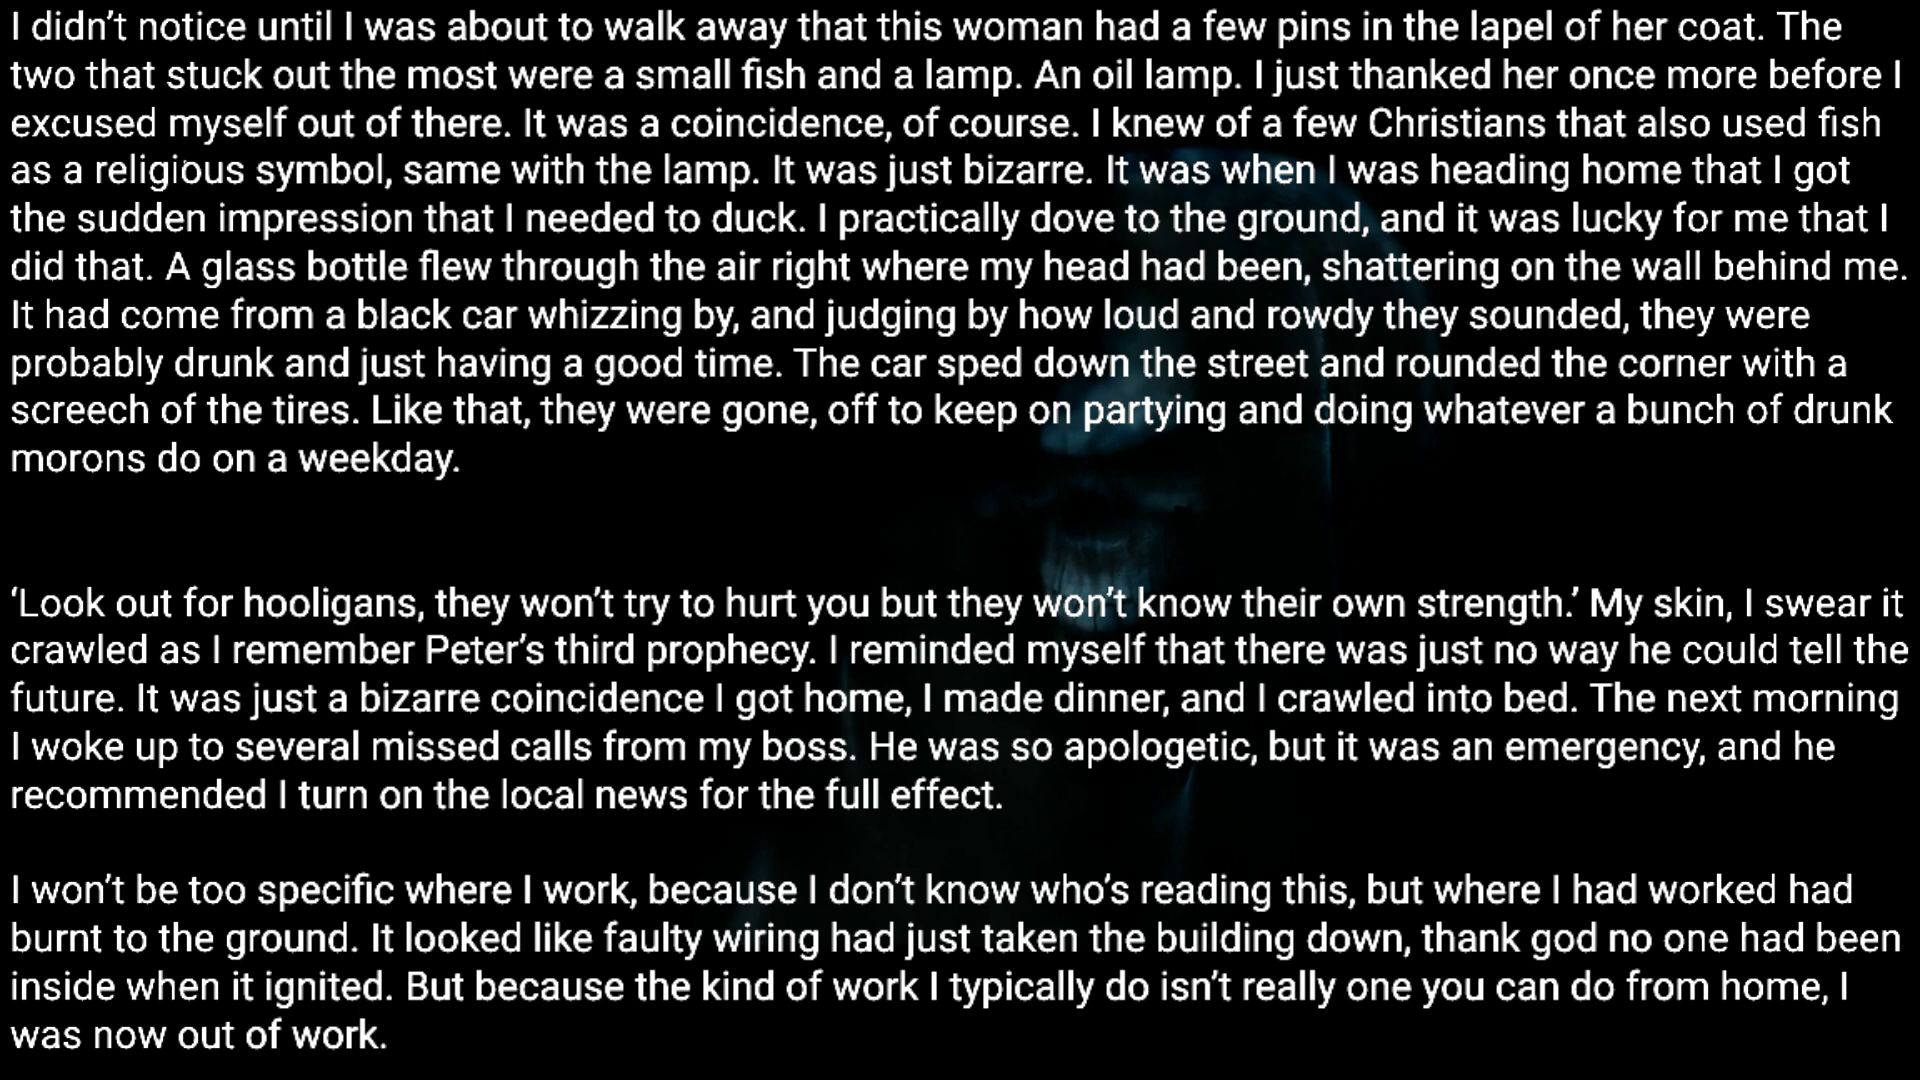 I didn’t notice until I was about to walk away that this woman had a few pins in the lapel of her coat. The
two that stuck out the most were a small fish and a lamp. An oil lamp. I just thanked her once more before I
excused myself out of there. It was a coincidence, of course. I knew of a few Christians that also used fish
as a religious symbol, same with the lamp. It was just bizarre. It was when I was heading home that I got
the sudden impression that I needed to duck. I practically dove to the ground, and it was lucky for me that I
did that. A glass bottle flew through the air right where my head had been, shattering on the wall behind me.
It had come from a black car whizzing by, and judging by how loud and rowdy they sounded, they were
probably drunk and just having a good time. The car sped down the street and rounded the corner with a
screech of the tires. Like that, they were gone, off to keep on partying and doing whatever a bunch of drunk
morons do on a weekday.
‘Look out for hooligans, they won’t try to hurt you but they won’t know their own strength.’ My skin, I swear it
crawled as I remember Peter’s third prophecy. I reminded myself that there was just no way he could tell the
future. It was just a bizarre coincidence I got home, I made dinner, and I crawled into bed. The next morning
I woke up to several missed calls from my boss. He was so apologetic, but it was an emergency, and he
recommended I turn on the local news for the full effect.
I won’t be too specific where I work, because I don’t know who’s reading this, but where I had worked had
burnt to the ground. It looked like faulty wiring had just taken the building down, thank god no one had been
inside when it ignited. But because the kind of work I typically do isn’t really one you can do from home, I
was now out of work.